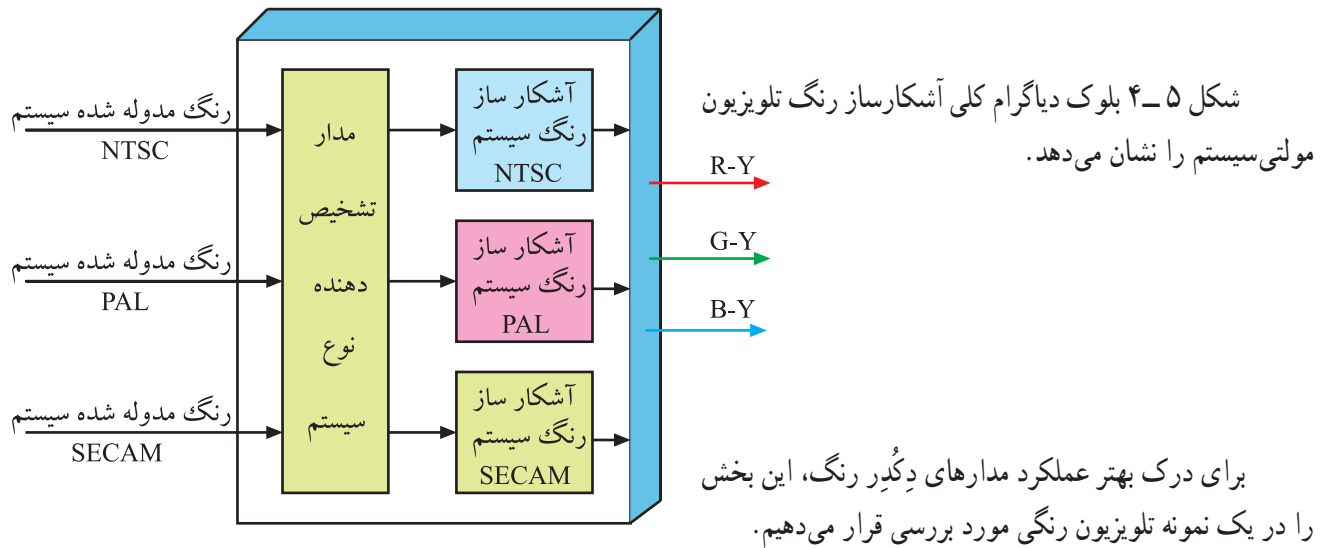 شکل ۵ ــ۴ بلوک دیاگرام کلی آشکارساز رنگ تلویزیون
مولتی‌سیستم را نشان می‌دهد.
رنگ مدوله شده سیستم
NTSC
رنگ مدوله شده سیستم
PAL
رنگ مدوله شده سیستم
SECAM
مدار
تشخیص
دهنده
نوع
سیستم
آشکار ساز
رنگ سیستم
NTSC
آشکار ساز
رنگ سیستم
PAL
آشکار ساز
رنگ سیستم
SECAM
R-Y
G-Y
B-Y
برای درک بهتر عملکرد مدارهای دِکُدِر رنگ، این بخش
را در یک نمونه تلویزیون رنگی مورد بررسی قرار می‌دهیم.